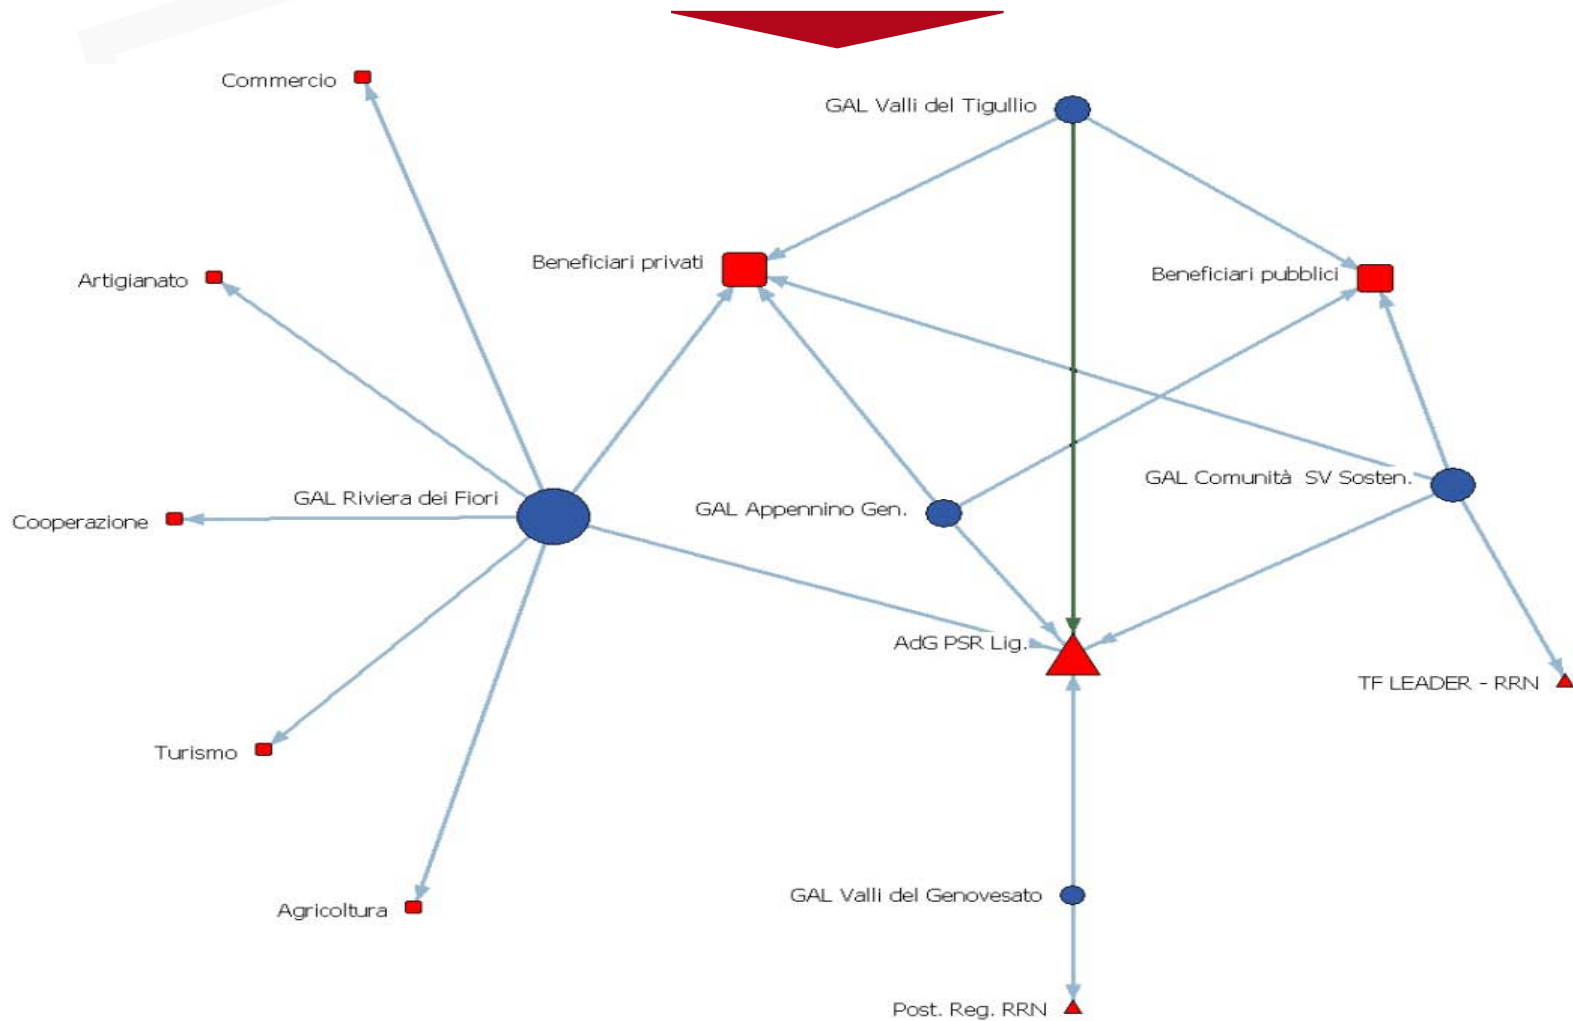 Commercio
GAL Valli del Tigullio
Beneficiari privati
Beneficiari pubblici
Artigianato
GAL Riviera dei Fiori
GAL Appennino Gen.
GAL Comunità SV Sosten.
Cooperazione
AdG PSR Lig.
TF LEADER - RRN
Turismo
GAL Valli del Genovesato
Agricoltura
Post. Reg. RRN